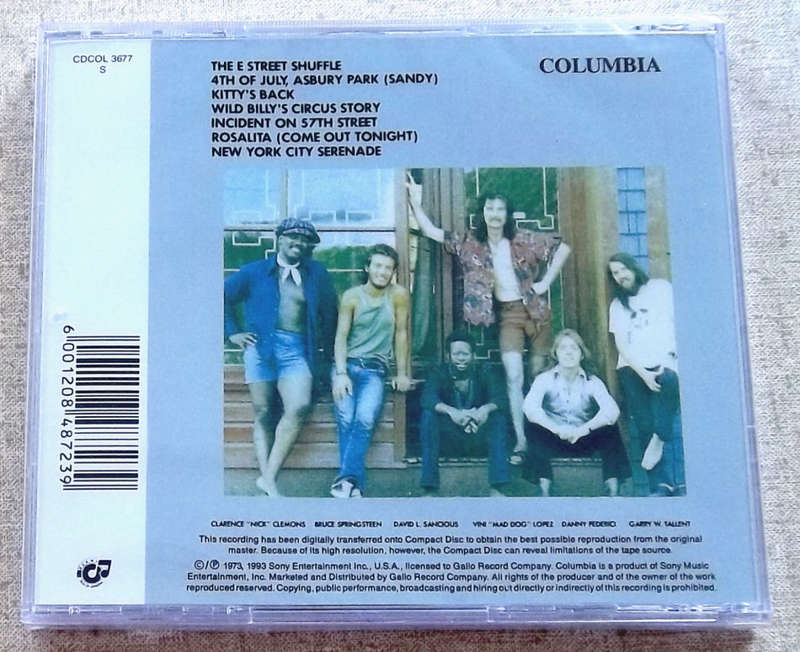 CDCOL 3677
S
THE E STREET SHUFFLE
4TH OF JULY, ASBURY PARK (SANDY)
KITTY'S BACK
WILD BILLY'S CIRCUS STORY
INCIDENT ON 57TH STREET
ROSALITA (COME OUT TONIGHT)
NEW YORK CITY SERENADE
COLUMBIA
6 001208 487239
CLARENCE "NICK" CLEMONS BRUCE SPRINGSTEEN DAVID L. SANCIOUS VINI "MAD DOG" LOPEZ DANNY FEDERICI. GARRY W. TALLENT
This recording has been digitally transferred onto Compact Disc to obtain the best possible reproduction from the original
master. Because of its high resolution, however, the Compact Disc can reveal limitations of the tape source.
©/℗ 1973, 1993 Sony Entertainment Inc., U.S.A., licensed to Gallo Record Company. Columbia is a product of Sony Music
Entertainment, Inc. Marketed and Distributed by Gallo Record Company. All rights of the producer and of the owner of the work
reproduced reserved. Copying, public performance, broadcasting and hiring out directly or indirectly of this recording is prohibited.